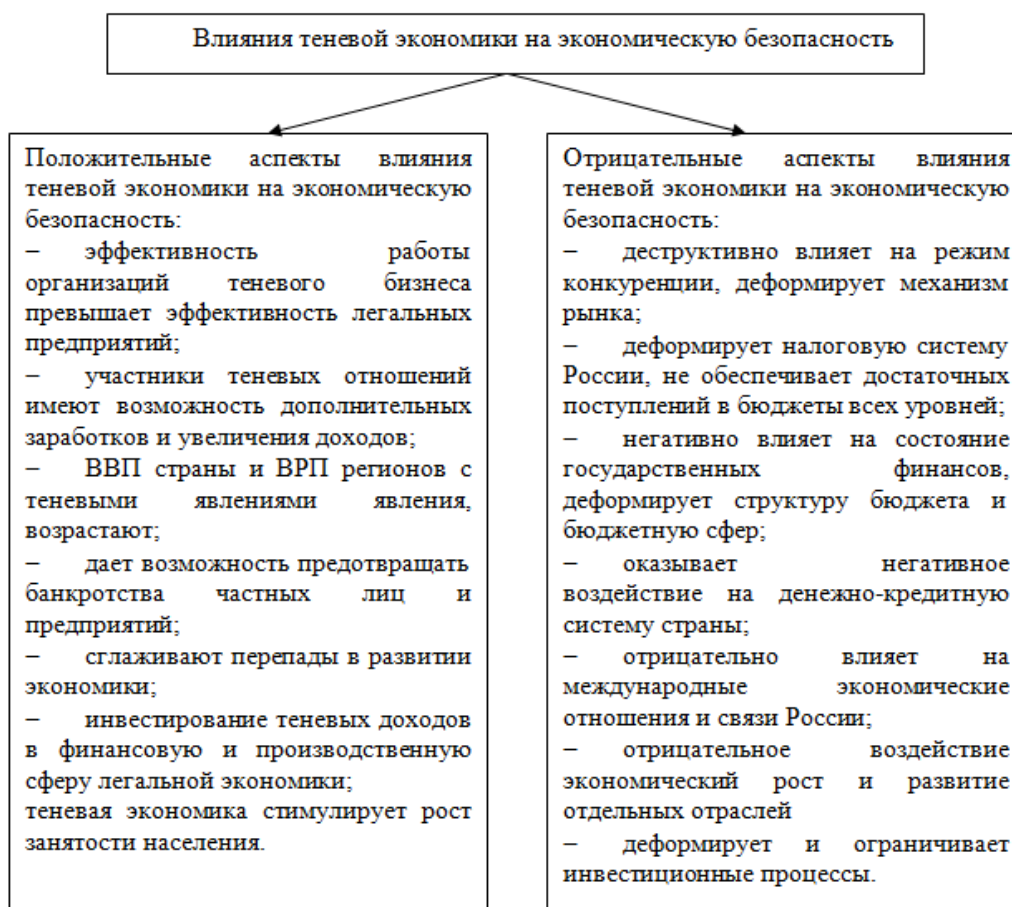 Влияния теневой экономики на экономическую безопасность
Положительные аспекты влияния
теневой экономики на экономическую
безопасность:
– эффективность работы
организаций теневого бизнеса
превышает эффективность легальных
предприятий;
– участники теневых отношений
имеют возможность дополнительных
заработков и увеличения доходов;
– ВВП страны и ВРП регионов с
теневыми явлениями явления,
возрастают;
– дает возможность предотвращать
банкротства частных лиц и
предприятий;
– сглаживают перепады в развитии
экономики;
– инвестирование теневых доходов
в финансовую и производственную
сферу легальной экономики;
теневая экономика стимулирует рост
занятости населения.
Отрицательные аспекты влияния
теневой экономики на экономическую
безопасность:
– деструктивно влияет на режим
конкуренции, деформирует механизм
рынка;
– деформирует налоговую систему
России, не обеспечивает достаточных
поступлений в бюджеты всех уровней;
– негативно влияет на состояние
государственных финансов,
деформирует структуру бюджета и
бюджетную сфер;
– оказывает негативное
воздействие на денежно-кредитную
систему страны;
– отрицательно влияет на
международные экономические
отношения и связи России;
– отрицательное воздействие
экономический рост и развитие
отдельных отраслей
– деформирует и ограничивает
инвестиционные процессы.